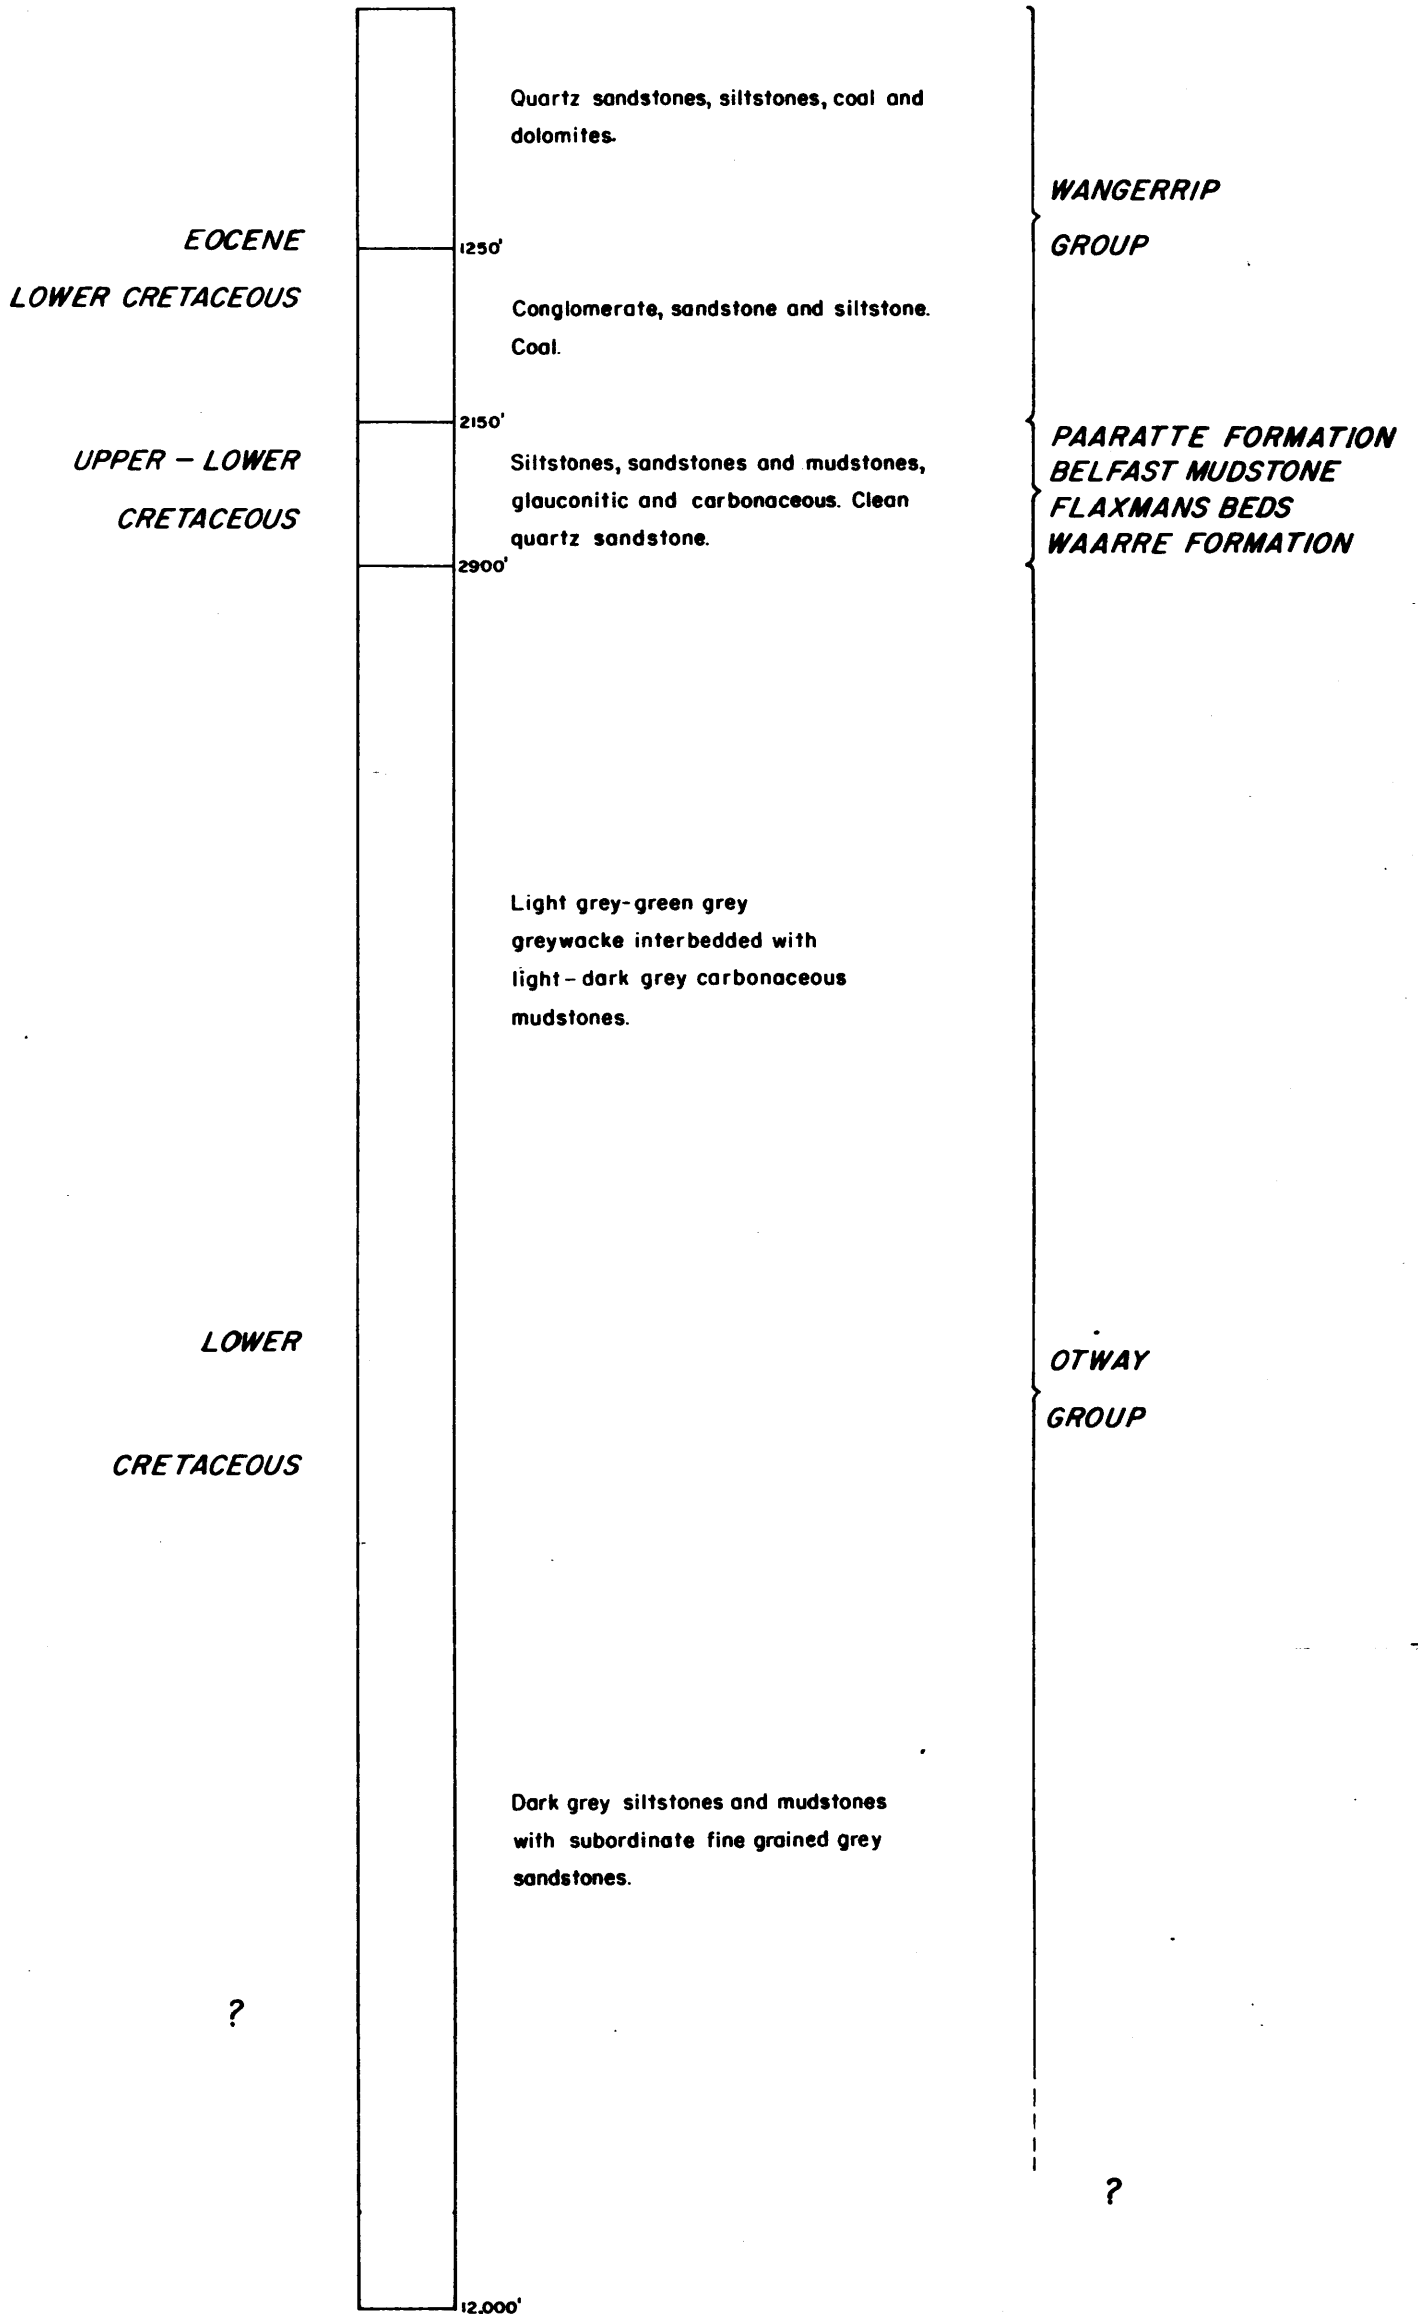 Quartz sandstones, siltstones, coal and
dolomites.
WANGERRIP
GROUP
EOCENE
1250'
LOWER CRETACEOUS
Conglomerate, sandstone and siltstone.
Coal.
2150'
UPPER – LOWER
CRETACEOUS
Siltstones, sandstones and mudstones,
glauconitic and carbonaceous. Clean
quartz sandstone.
PAARATTE FORMATION
BELFAST MUDSTONE
FLAXMANS BEDS
WAARRE FORMATION
2900'
Light grey-green grey
greywacke interbedded with
light – dark grey carbonaceous
mudstones.
LOWER
CRETACEOUS
OTWAY
GROUP
Dark grey siltstones and mudstones
with subordinate fine grained grey
sandstones.
?
?
12,000'